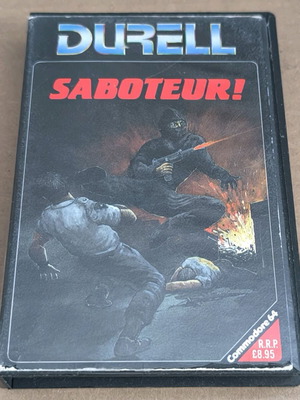 DURELL
SABOTEUR!
Commodore 64
R.R.P.
£8.95